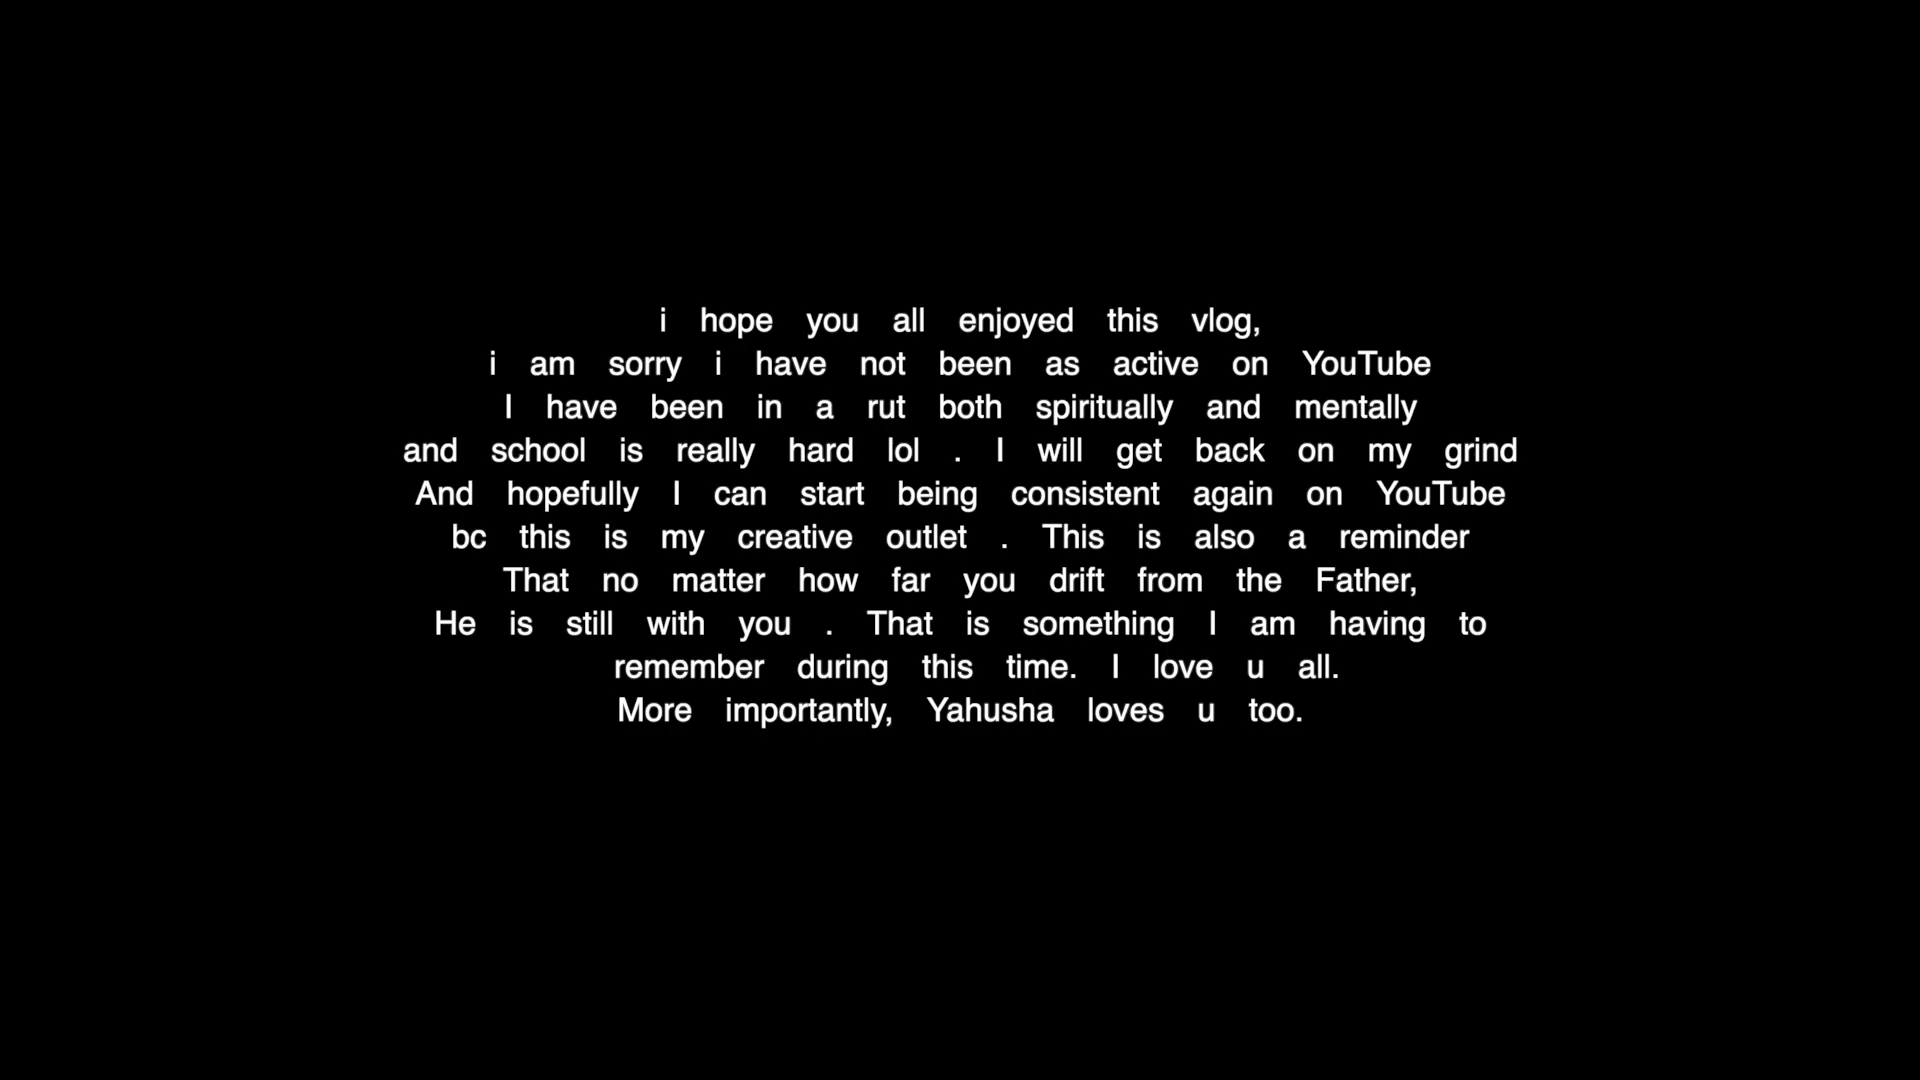 i hope you all enjoyed this vlog,
i am sorry i have not been as active on YouTube
I have been in a rut both spiritually and mentally
and school is really hard lol . I will get back on my grind
And hopefully I can start being consistent again on YouTube
bc this is my creative outlet . This is also a reminder
That no matter how far you drift from the Father,
He is still with you . That is something I am having to
remember during this time. I love u all.
More importantly, Yahusha loves u too.